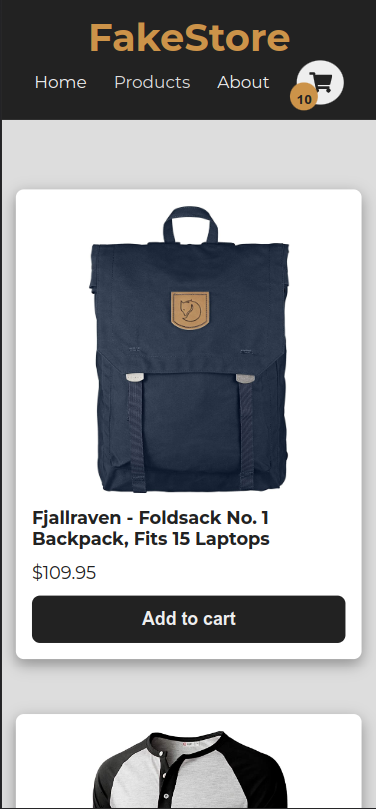 FakeStore
Home Products About
10
Fjallraven - Foldsack No. 1
Backpack, Fits 15 Laptops
$109.95
Add to cart